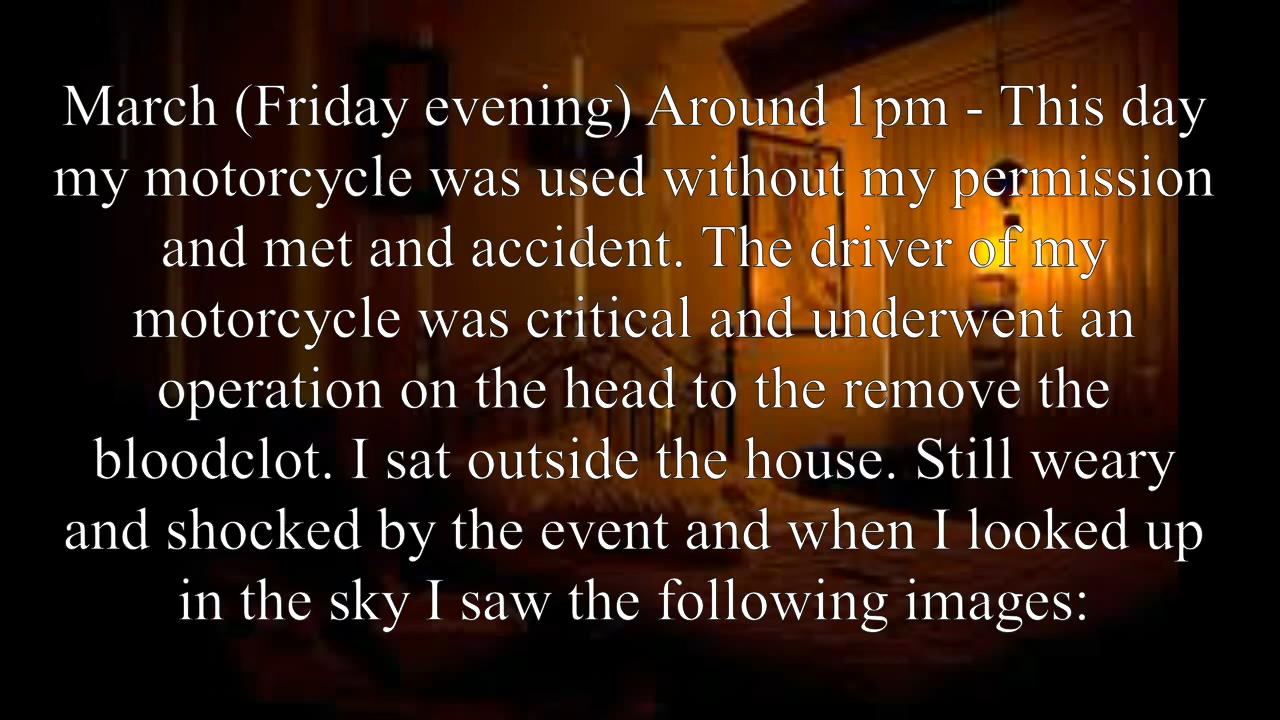 March (Friday evening) Around 1pm - This day
my motorcycle was used without my permission
and met and accident. The driver of my
motorcycle was critical and underwent an
operation on the head to the remove the
bloodclot. I sat outside the house. Still weary
and shocked by the event and when I looked up
in the sky I saw the following images: